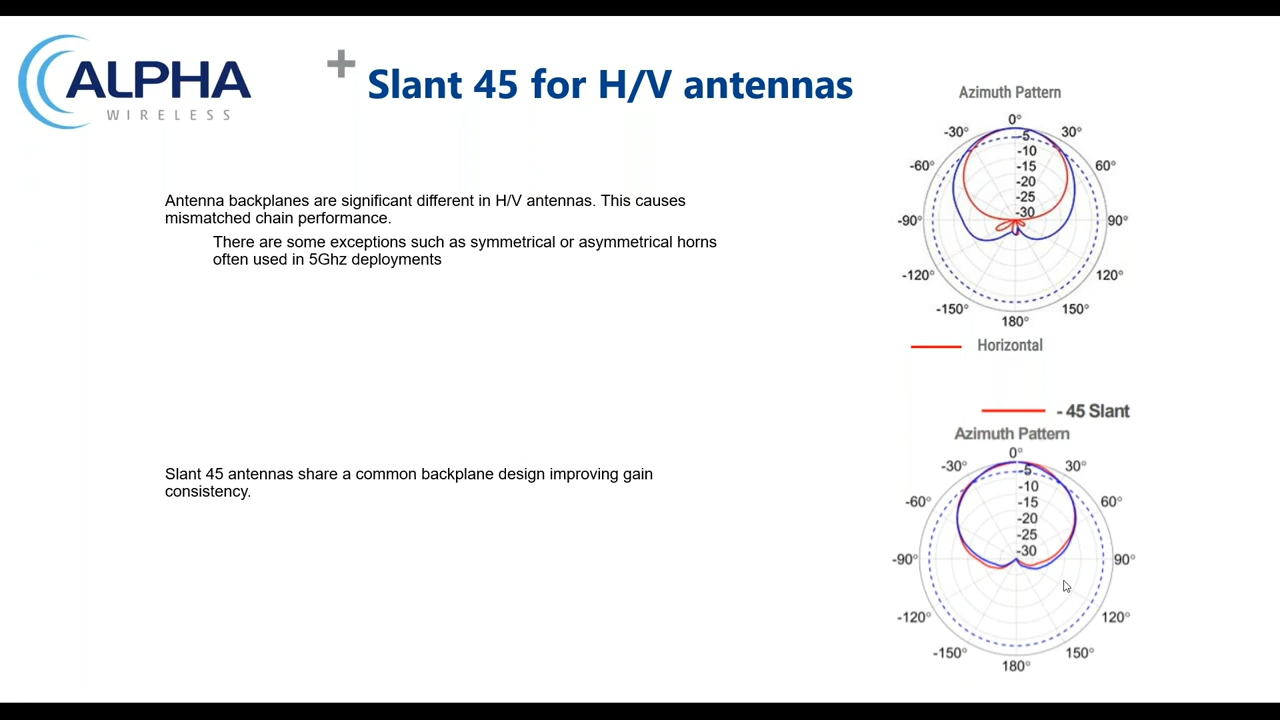 ALPHA
WIRELESS
+ Slant 45 for H/V antennas
Antenna backplanes are significant different in H/V antennas. This causes
mismatched chain performance.
There are some exceptions such as symmetrical or asymmetrical horns
often used in 5Ghz deployments
Slant 45 antennas share a common backplane design improving gain
consistency.
Azimuth Pattern
0°
-30° 30°
-5
-10
-60° 60°
-15
-20
-25
-30
-90° 90°
-120° 120°
-150° 150°
180°
Horizontal
- 45 Slant
Azimuth Pattern
0°
-30° 30°
-5
-10
-60° 60°
-15
-20
-25
-30
-90° 90°
-120° 120°
-150° 150°
180°